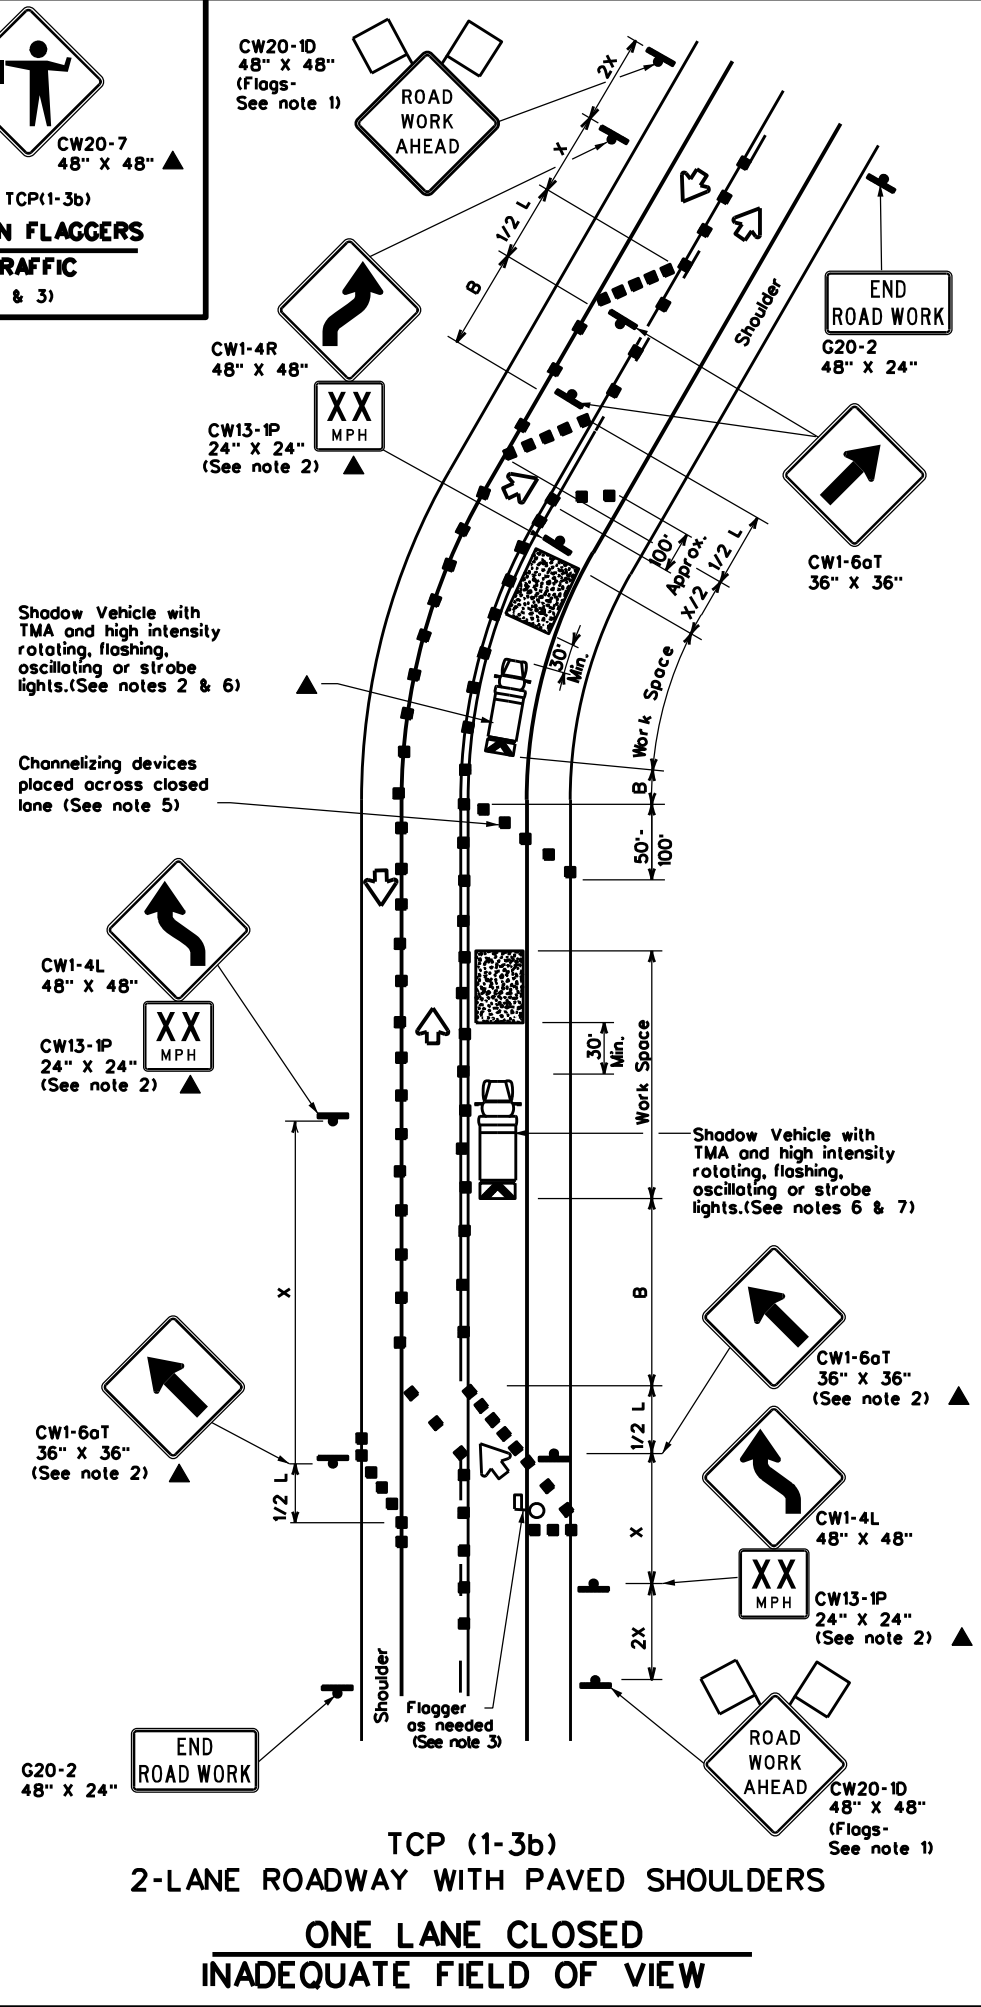 CW20-7
48" X 48"
TCP(1-3b)
N FLAGGERS
RAFFIC
& 3)
CW20-1D
48" X 48"
(Flags-
See note 1)
ROAD
WORK
AHEAD
2X
X
1/2 L
B
CW1-4R
48" X 48"
XX
MPH
CW13-1P
24" X 24"
(See note 2)
Shoulder
END
ROAD WORK
G20-2
48" X 24"
CW1-6aT
36" X 36"
100'
Approx.
1/2 L
X/2
Work Space
B
50'-
100'
30'
Min.
Shadow Vehicle with
TMA and high intensity
rotating, flashing,
oscillating or strobe
lights.(See notes 2 & 6)
Channelizing devices
placed across closed
lane (See note 5)
CW1-4L
48" X 48"
XX
MPH
CW13-1P
24" X 24"
(See note 2)
30'
Min.
Work Space
Shadow Vehicle with
TMA and high intensity
rotating, flashing,
oscillating or strobe
lights.(See notes 6 & 7)
X
B
1/2 L
CW1-6aT
36" X 36"
(See note 2)
CW1-6aT
36" X 36"
(See note 2)
1/2 L
X
2X
CW1-4L
48" X 48"
XX
MPH
CW13-1P
24" X 24"
(See note 2)
Shoulder
Flagger
as needed
(See note 3)
END
ROAD WORK
G20-2
48" X 24"
ROAD
WORK
AHEAD
CW20-1D
48" X 48"
(Flags-
See note 1)
TCP (1-3b)
2-LANE ROADWAY WITH PAVED SHOULDERS
ONE LANE CLOSED
INADEQUATE FIELD OF VIEW